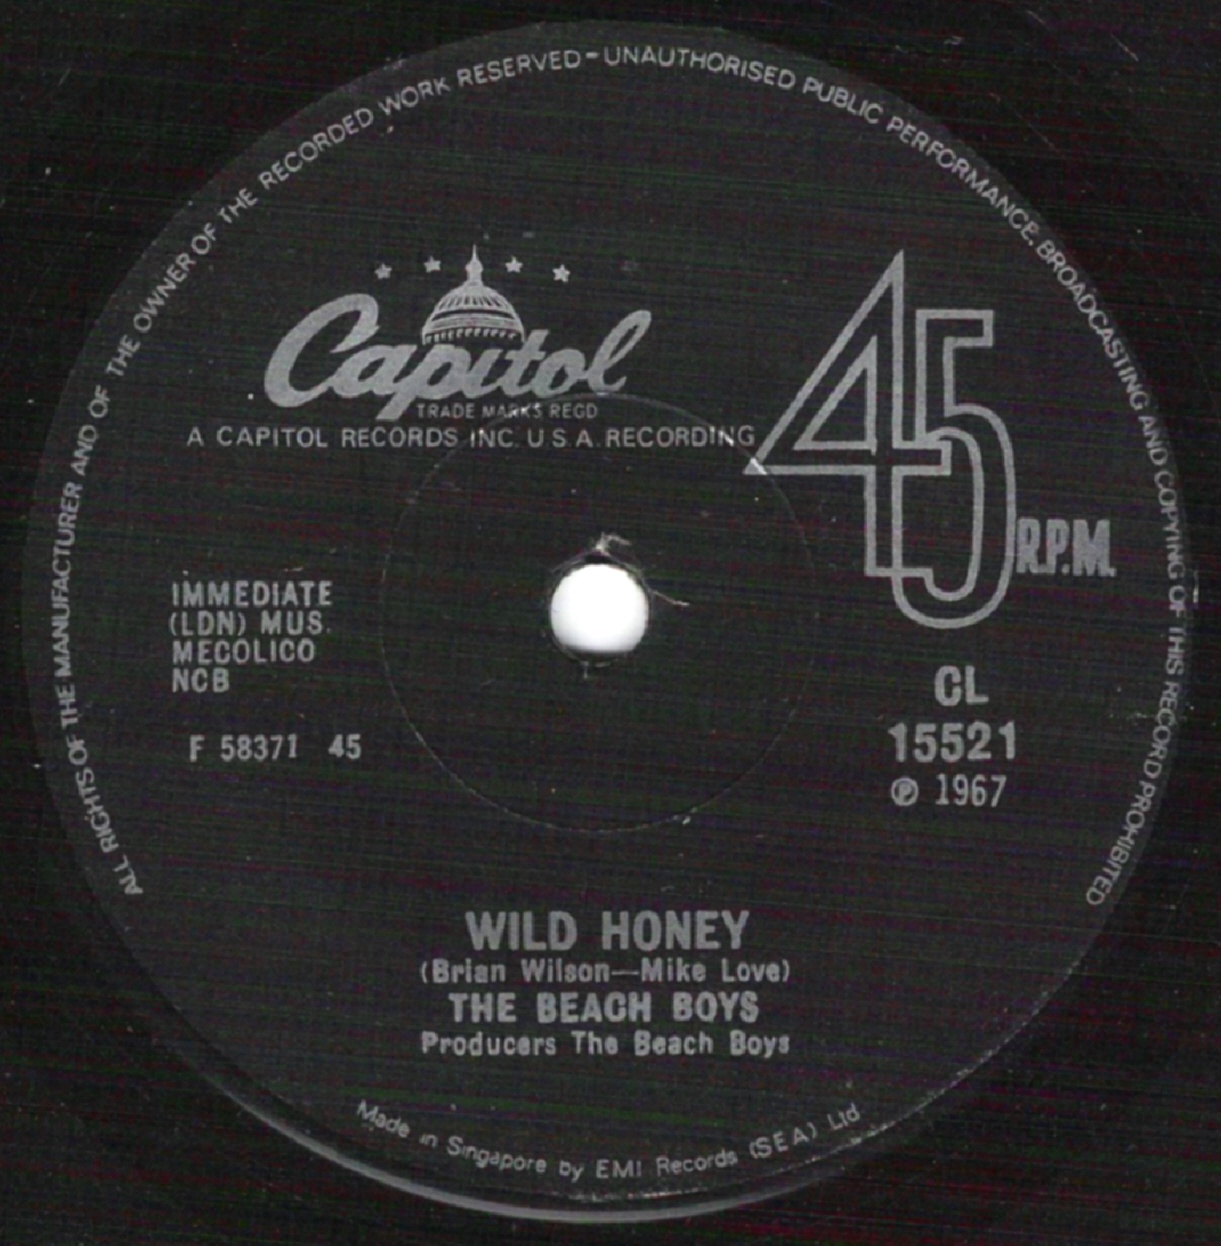 ALL RIGHTS OF THE MANUFACTURER AND OF THE OWNER OF THE RECORDED WORK RESERVED - UNAUTHORISED PUBLIC PERFORMANCE, BROADCASTING AND COPYING OF THIS RECORD PROHIBITED
Capitol
TRADE MARKS REGD
A CAPITOL RECORDS INC. U.S.A. RECORDING
45
R.P.M.
IMMEDIATE
(LDN) MUS.
MECOLICO
NCB
F 58371 45
CL
15521
℗ 1967
WILD HONEY
(Brian Wilson—Mike Love)
THE BEACH BOYS
Producers The Beach Boys
Made in Singapore by EMI Records (S E A) Ltd